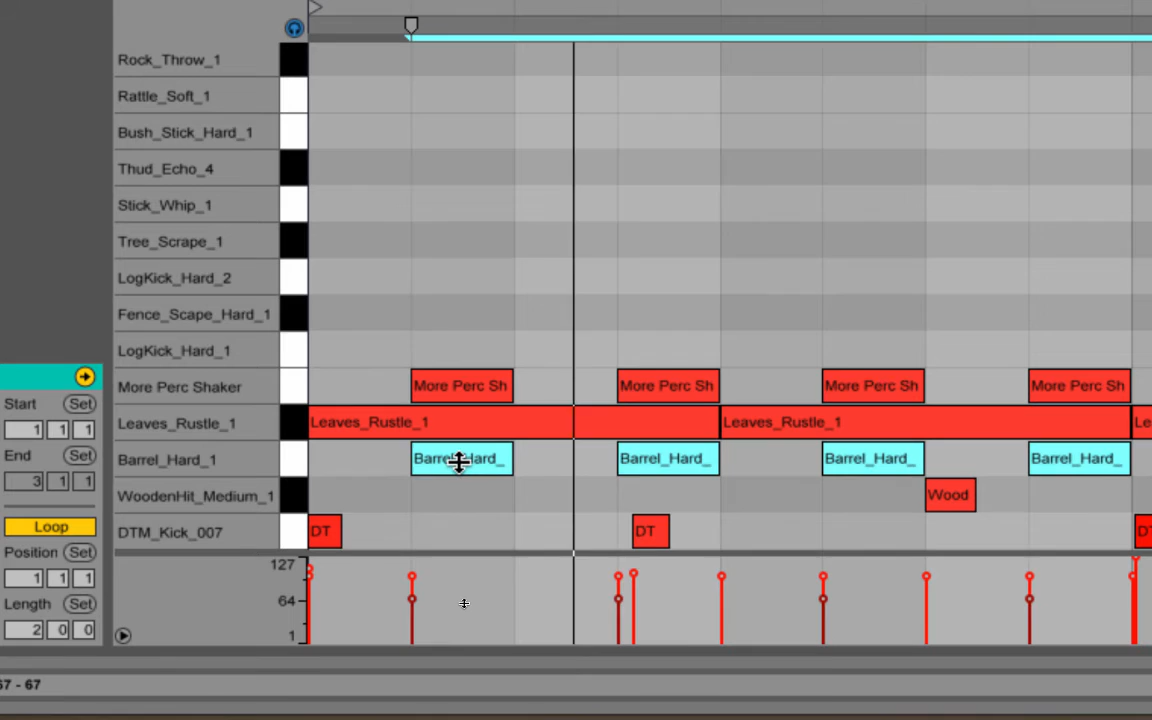 Rock_Throw_1
Rattle_Soft_1
Bush_Stick_Hard_1
Thud_Echo_4
Stick_Whip_1
Tree_Scrape_1
LogKick_Hard_2
Fence_Scape_Hard_1
LogKick_Hard_1
More Perc Shaker More Perc Sh More Perc Sh More Perc Sh More Perc Sh
Leaves_Rustle_1 Leaves_Rustle_1 Leaves_Rustle_1 Le
Barrel_Hard_1 Barrel_Hard_ Barrel_Hard_ Barrel_Hard_ Barrel_Hard_
WoodenHit_Medium_1 Wood
DTM_Kick_007 DT DT DT
Start Set
1 1 1
End Set
3 1 1
Loop
Position Set
1 1 1
Length Set
2 0 0
127
64
1
67 - 67